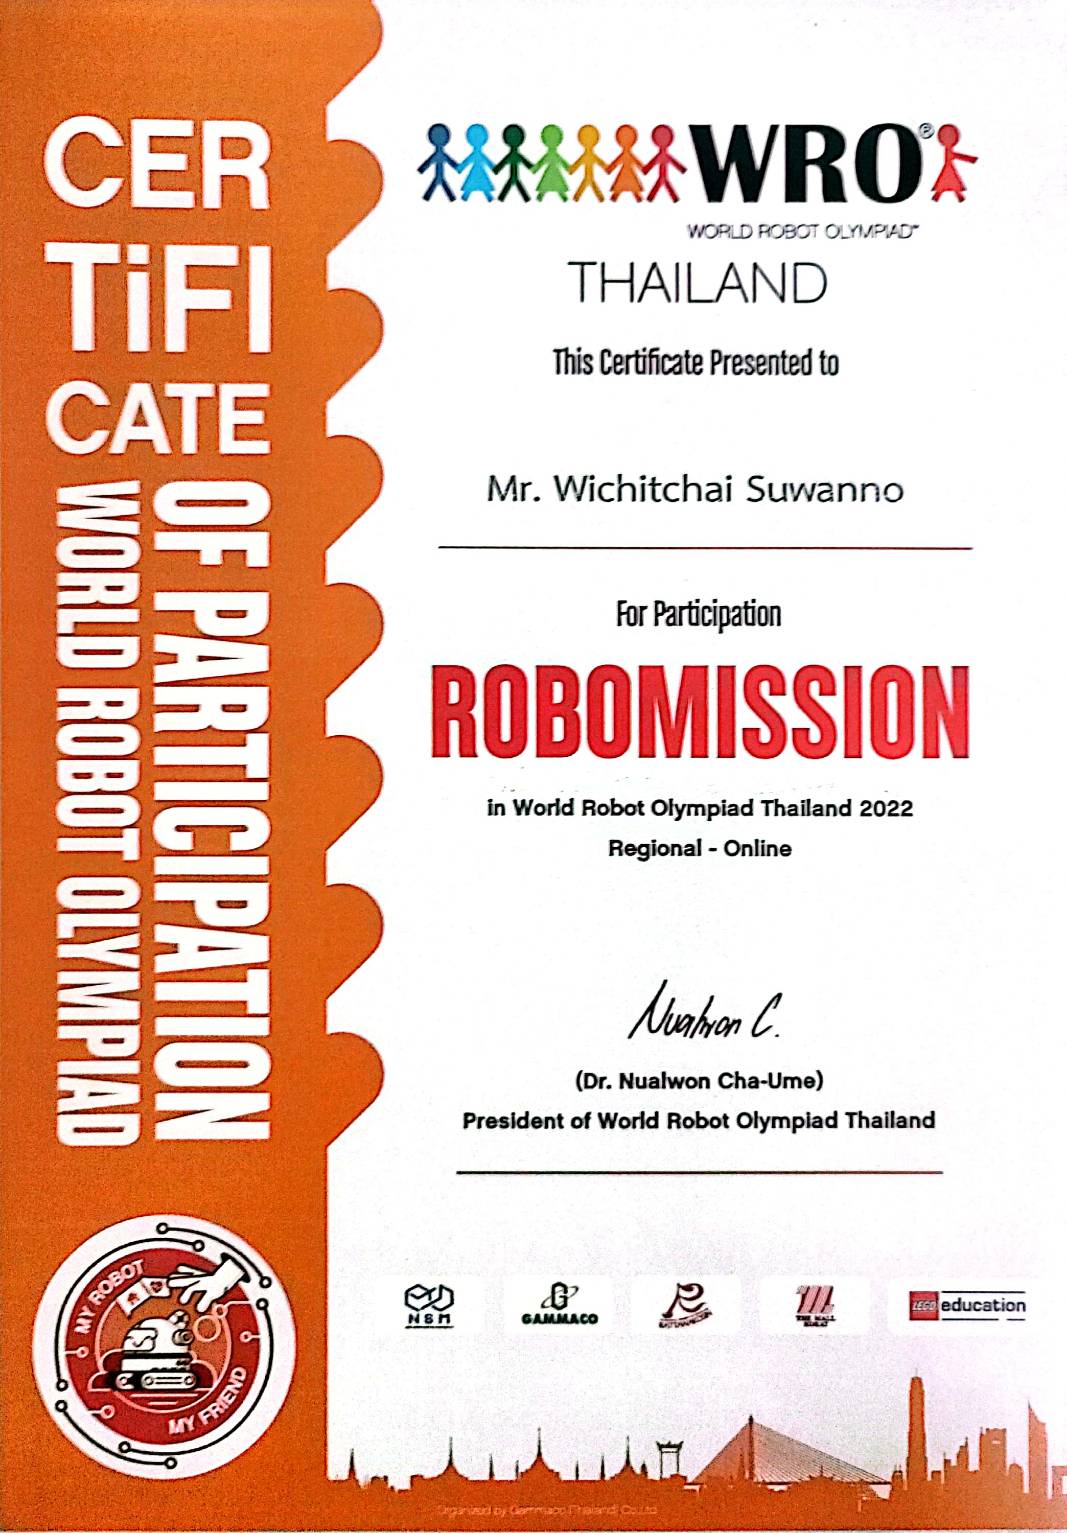 CER
TiFI
CATE
OF PARTICIPATION
WORLD ROBOT OLYMPIAD
WRO®
WORLD ROBOT OLYMPIAD™
THAILAND
This Certificate Presented to
Mr. Wichitchai Suwanno
For Participation
ROBOMISSION
in World Robot Olympiad Thailand 2022
Regional - Online
Nualwon C.
(Dr. Nualwon Cha-Ume)
President of World Robot Olympiad Thailand
MY ROBOT
MY FRIEND
NSM
GAMMACO
THE MALL
KORAT
LEGO education
Organized by Gammaco (Thailand) Co.,Ltd